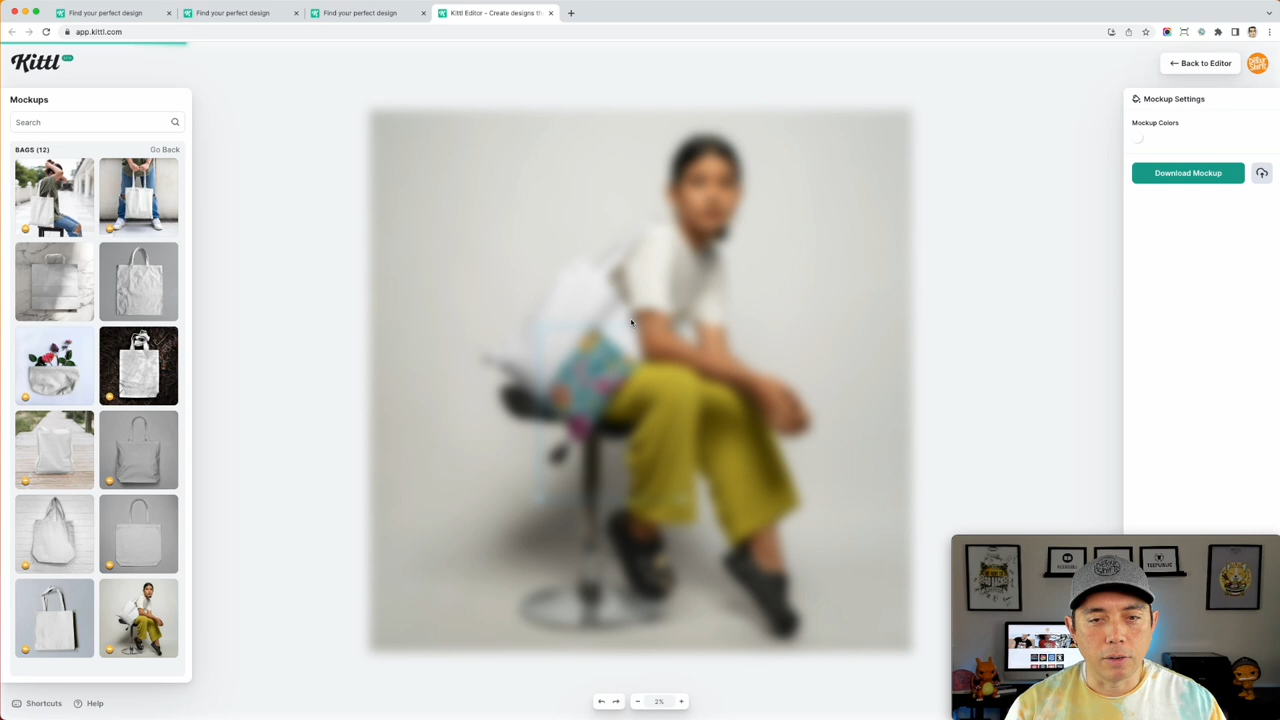 Find your perfect design
Find your perfect design
Find your perfect design
Kittl Editor - Create designs th
app.kittl.com
Kittl
← Back to Editor
Mockups
Search
BAGS (12)
Go Back
Mockup Settings
Mockup Colors
Download Mockup
TEEPUBLIC
Shortcuts
Help
2%